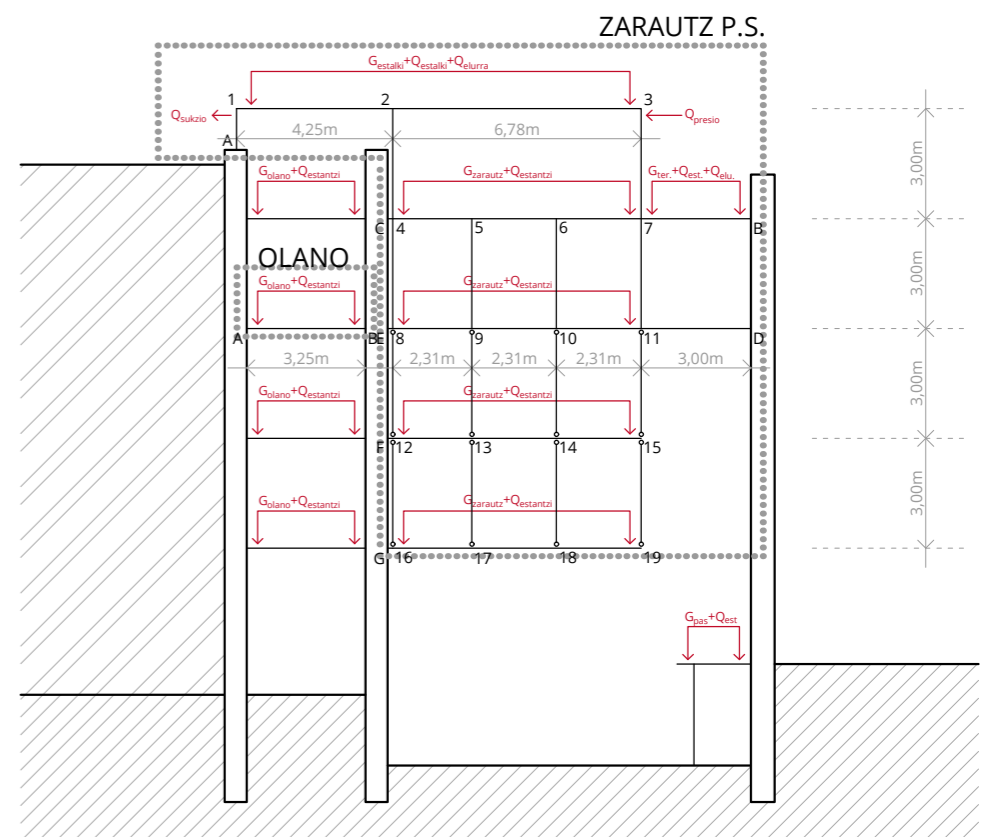 ZARAUTZ P.S.
Gestalki+Qestalki+Qelurra
1 2 3
Qsukzio Qpresio
4,25m 6,78m
A
3,00m
Golano+Qestantzi Gzarautz+Qestantzi Gter.+Qest.+Qelu.
C 4 5 6 7 B
OLANO
3,00m
Golano+Qestantzi Gzarautz+Qestantzi
A B E 8 9 10 11 D
3,25m 2,31m 2,31m 2,31m 3,00m
3,00m
Golano+Qestantzi Gzarautz+Qestantzi
F 12 13 14 15
3,00m
Golano+Qestantzi Gzarautz+Qestantzi
G 16 17 18 19
Gpas+Qest